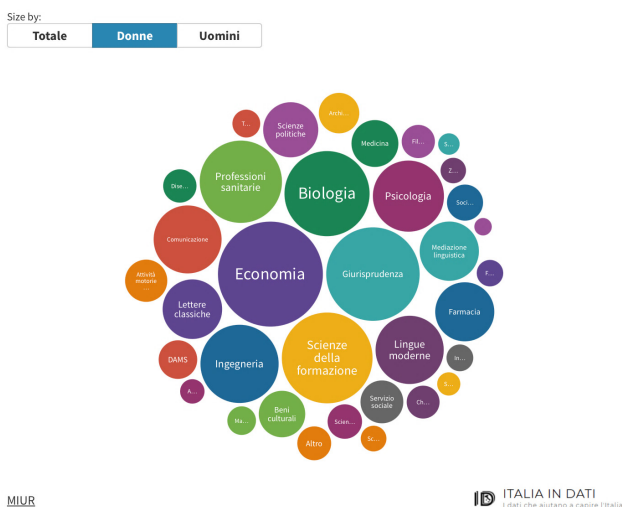 Size by:
Totale
Donne
Uomini
T...
Scienze
politiche
Archi...
Medicina
Fil...
S...
Professioni
sanitarie
Biologia
Psicologia
Z...
Dise...
Soci...
Comunicazione
Mediazione
linguistica
Economia
Giurisprudenza
F...
Attività
motorie
...
Lettere
classiche
Farmacia
Scienze
della
formazione
Lingue
moderne
In...
DAMS
Ingegneria
S...
A...
Servizio
sociale
Ch...
Ma...
Beni
culturali
Scien...
Altro
Sc...
MIUR
ITALIA IN DATI
I dati che aiutano a capire l'Italia